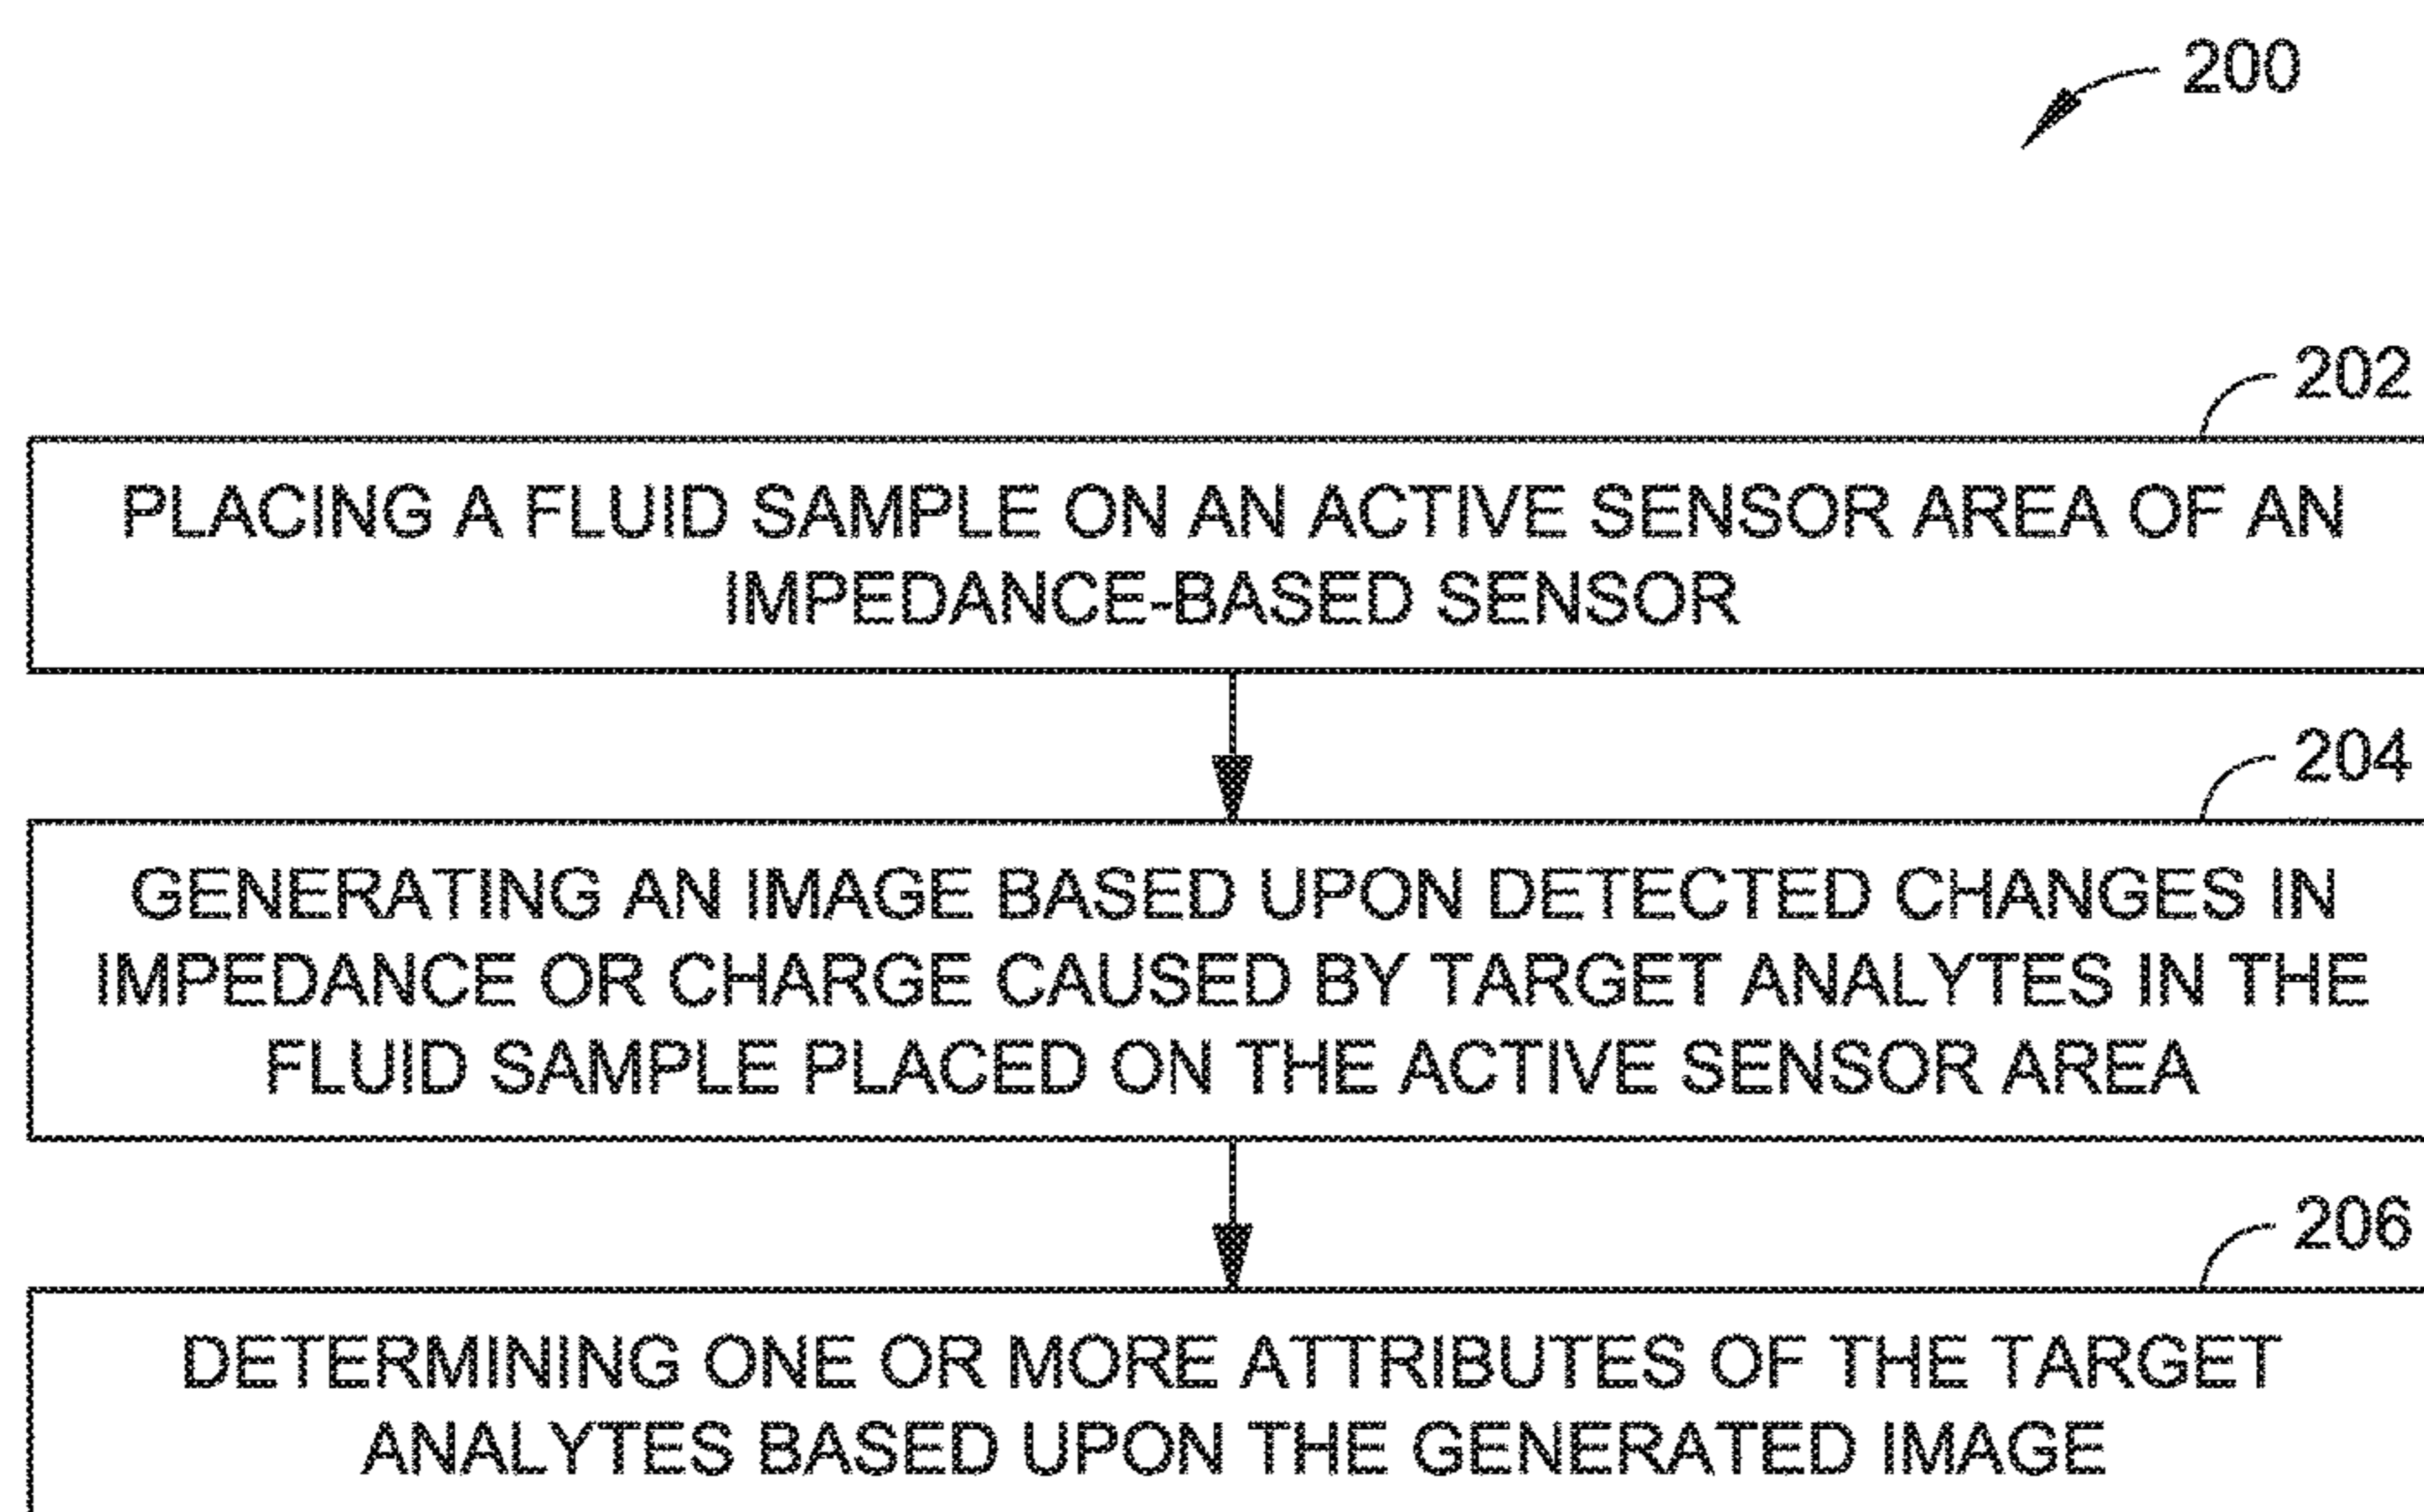 200
202
PLACING A FLUID SAMPLE ON AN ACTIVE SENSOR AREA OF AN
IMPEDANCE-BASED SENSOR
204
GENERATING AN IMAGE BASED UPON DETECTED CHANGES IN
IMPEDANCE OR CHARGE CAUSED BY TARGET ANALYTES IN THE
FLUID SAMPLE PLACED ON THE ACTIVE SENSOR AREA
206
DETERMINING ONE OR MORE ATTRIBUTES OF THE TARGET
ANALYTES BASED UPON THE GENERATED IMAGE